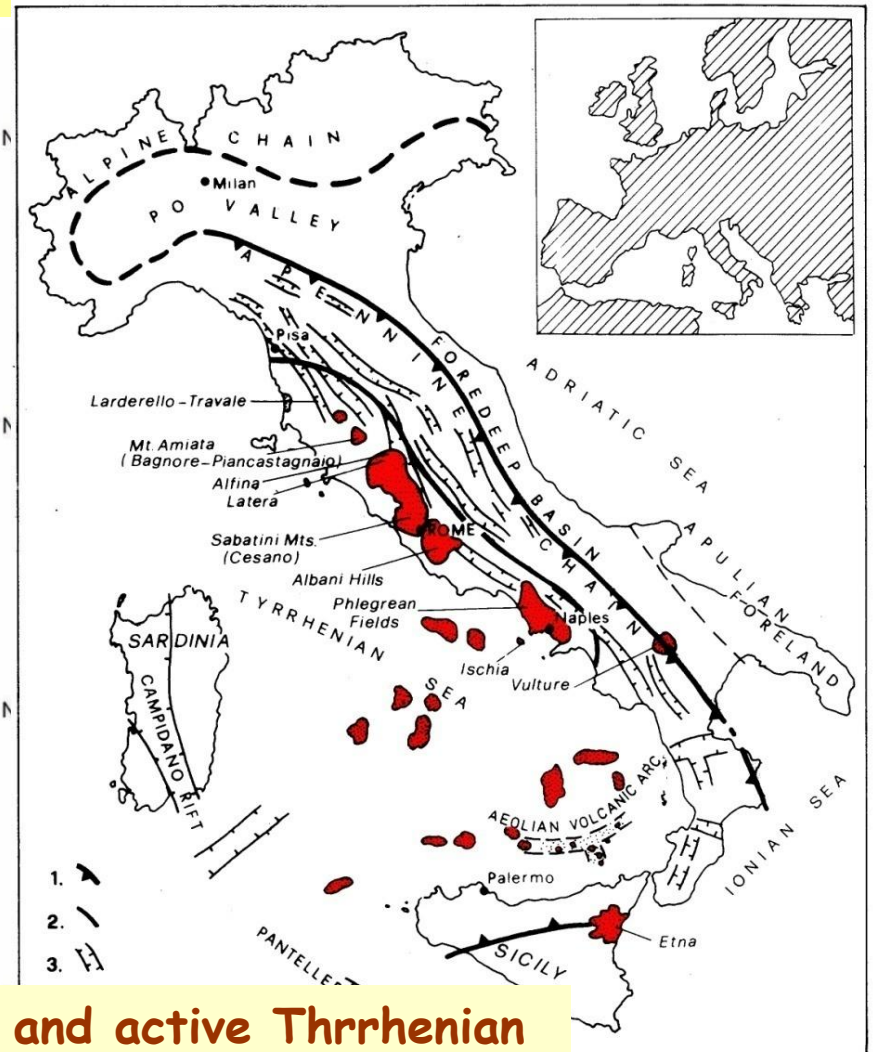 ALPINE CHAIN
Milan
PO VALLEY
APENNINE
CHAIN
FOREDEEP BASIN
Pisa
ADRIATIC SEA
Larderello-Travale
Mt. Amiata
(Bagnore-Piancastagnaio)
Alfina
Latera
ROME
Sabatini Mts.
(Cesano)
Albani Hills
APULIAN
FORELAND
Phlegrean
Fields
Naples
TYRRHENIAN
SEA
Ischia
Vulture
SARDINIA
CAMPIDANO RIFT
AEOLIAN VOLCANIC ARC
IONIAN SEA
1.
2.
3.
Palermo
Etna
SICILY
and active Thrrhenian